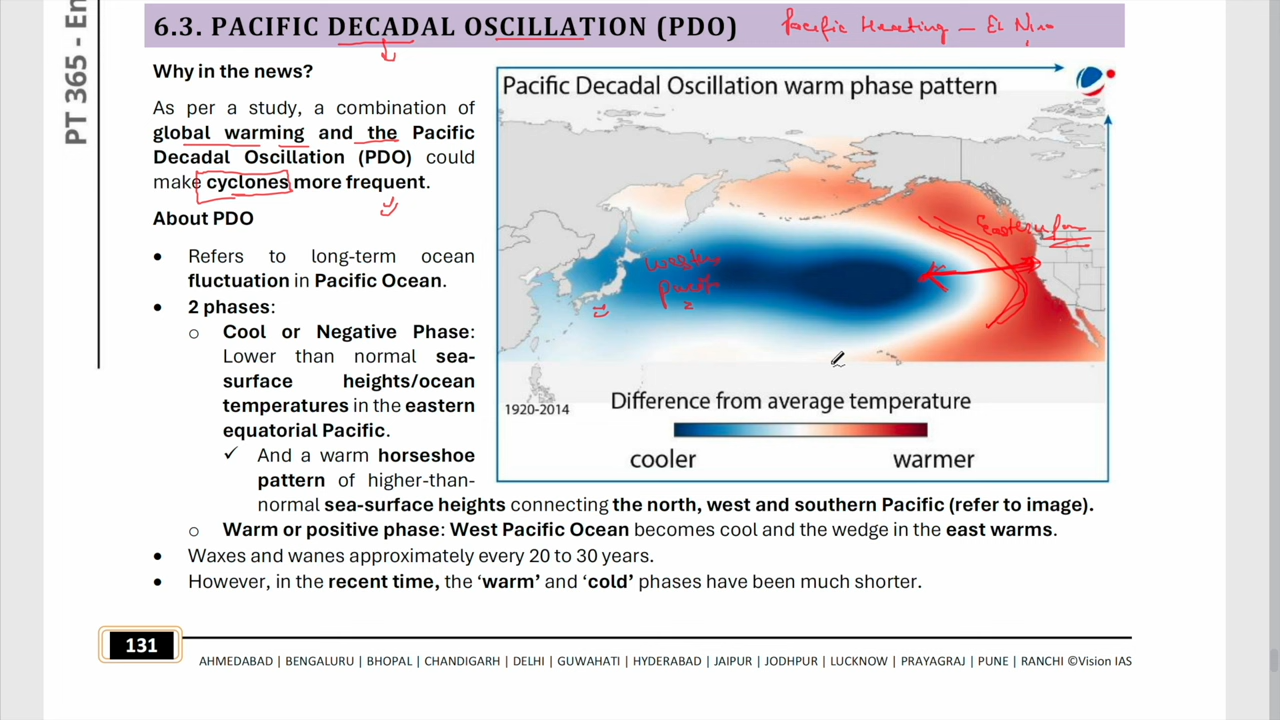 PT 365 - En
6.3. PACIFIC DECADAL OSCILLATION (PDO)
Pacific Heating — El Nino
Why in the news?
As per a study, a combination of
global warming and the Pacific
Decadal Oscillation (PDO) could
make cyclones more frequent.
About PDO
• Refers to long-term ocean
fluctuation in Pacific Ocean.
• 2 phases:
o Cool or Negative Phase:
Lower than normal sea-
surface heights/ocean
temperatures in the eastern
equatorial Pacific.
✓ And a warm horseshoe
pattern of higher-than-
normal sea-surface heights connecting the north, west and southern Pacific (refer to image).
o Warm or positive phase: West Pacific Ocean becomes cool and the wedge in the east warms.
• Waxes and wanes approximately every 20 to 30 years.
• However, in the recent time, the ‘warm’ and ‘cold’ phases have been much shorter.
Pacific Decadal Oscillation warm phase pattern
Eastern
Western
1920-2014
Difference from average temperature
cooler
warmer
131
AHMEDABAD | BENGALURU | BHOPAL | CHANDIGARH | DELHI | GUWAHATI | HYDERABAD | JAIPUR | JODHPUR | LUCKNOW | PRAYAGRAJ | PUNE | RANCHI ©Vision IAS